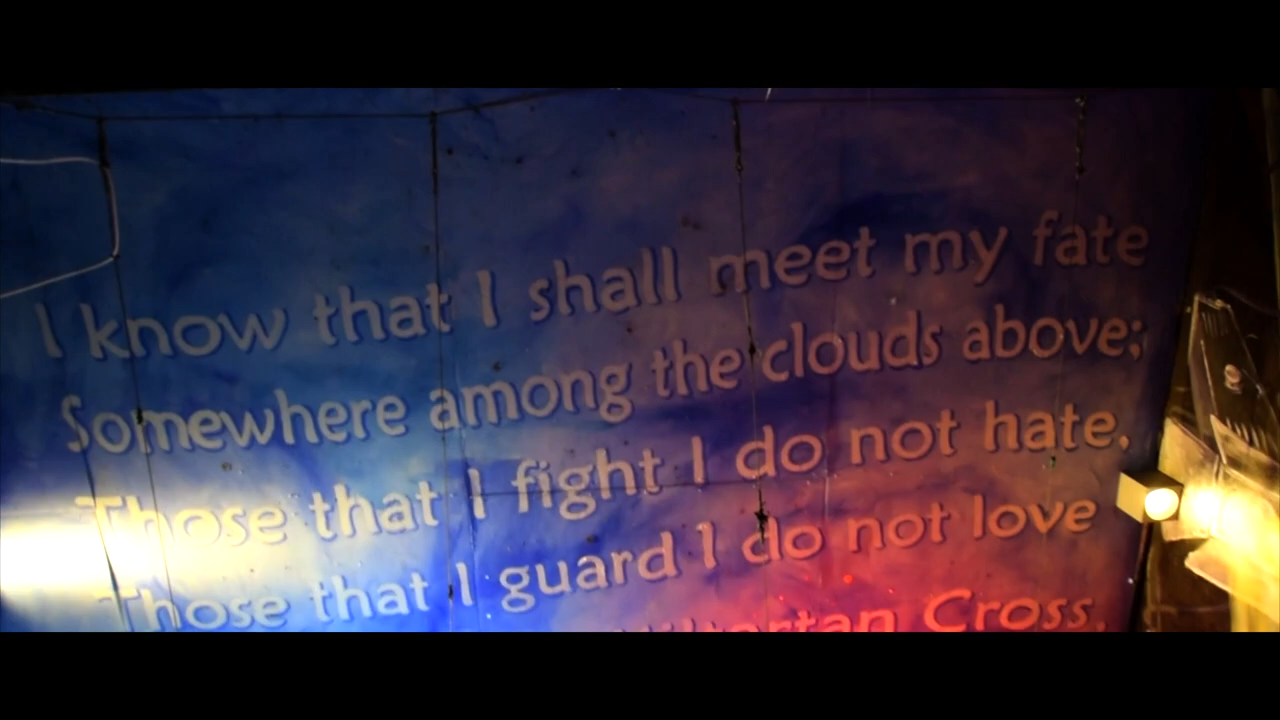 I know that I shall meet my fate
Somewhere among the clouds above;
Those that I fight I do not hate,
Those that I guard I do not love
Kiltartan Cross,